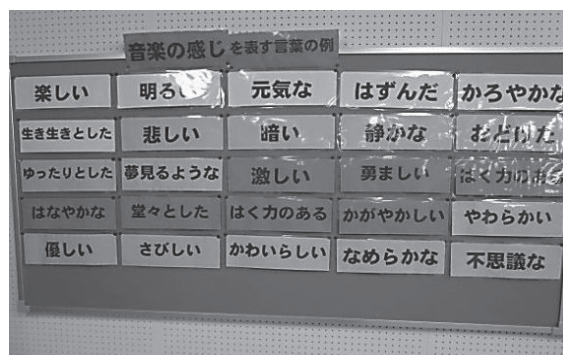 音楽の感じを表す言葉の例
楽しい 明るい 元気な はずんだ かろやかな
生き生きとした 悲しい 暗い 静かな おどけた
ゆったりとした 夢見るような 激しい 勇ましい はく力のある
はなやかな 堂々とした はく力のある かがやかしい やわらかい
優しい さびしい かわいらしい なめらかな 不思議な